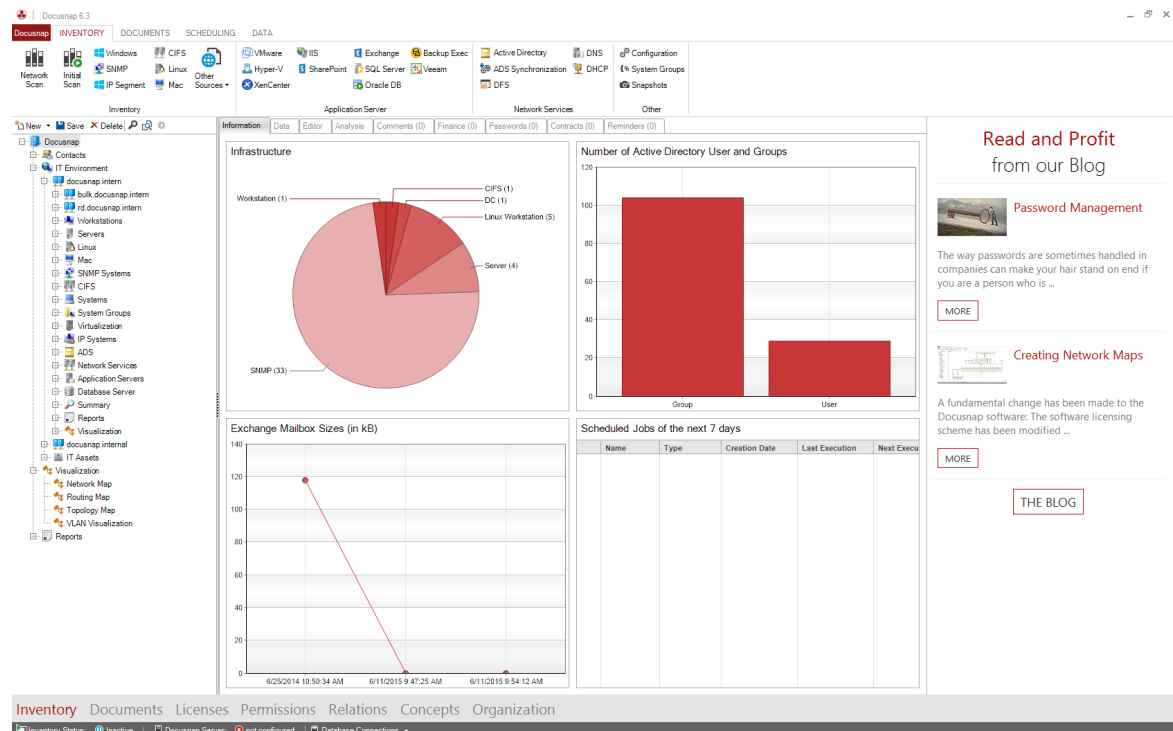 Docusnap 6.3
Docusnap INVENTORY DOCUMENTS SCHEDULING DATA
Network Scan
Initial Scan
Windows
SNMP
IP Segment
CIFS
Linux
Mac
Other Sources
Inventory
VMware
Hyper-V
XenCenter
IIS
SharePoint
Exchange
SQL Server
Oracle DB
Backup Exec
Veeam
Application Server
Active Directory
ADS Synchronization
DFS
DNS
DHCP
Network Services
Configuration
System Groups
Snapshots
Other
New Save Delete
Docusnap
Contacts
IT Environment
docusnap.intern
bulk.docusnap.intern
rd.docusnap.intern
Workstations
Servers
Linux
Mac
SNMP Systems
CIFS
Systems
System Groups
Virtualization
IP Systems
ADS
Network Services
Application Servers
Database Server
Summary
Reports
Visualization
docusnap.internal
IT Assets
Visualization
Network Map
Routing Map
Topology Map
VLAN Visualization
Reports
Information Data Editor Analysis Comments (0) Finance (0) Passwords (0) Contracts (0) Reminders (0)
Infrastructure
Workstation (1)
CIFS (1)
DC (1)
Linux Workstation (5)
Server (4)
SNMP (33)
Number of Active Directory User and Groups
120
100
80
60
40
20
0
Group User
Exchange Mailbox Sizes (in kB)
140
120
100
80
60
40
20
0
6/25/2014 10:50:34 AM 6/11/2015 9:47:25 AM 6/11/2015 9:54:12 AM
Scheduled Jobs of the next 7 days
Name Type Creation Date Last Execution Next Execu
Read and Profit
from our Blog
Password Management
The way passwords are sometimes handled in
companies can make your hair stand on end if
you are a person who is ...
MORE
Creating Network Maps
A fundamental change has been made to the
Docusnap software: The software licensing
scheme has been modified ...
MORE
THE BLOG
Inventory Documents Licenses Permissions Relations Concepts Organization
Inventory Status: Inactive Docusnap Server: not configured Database Connections